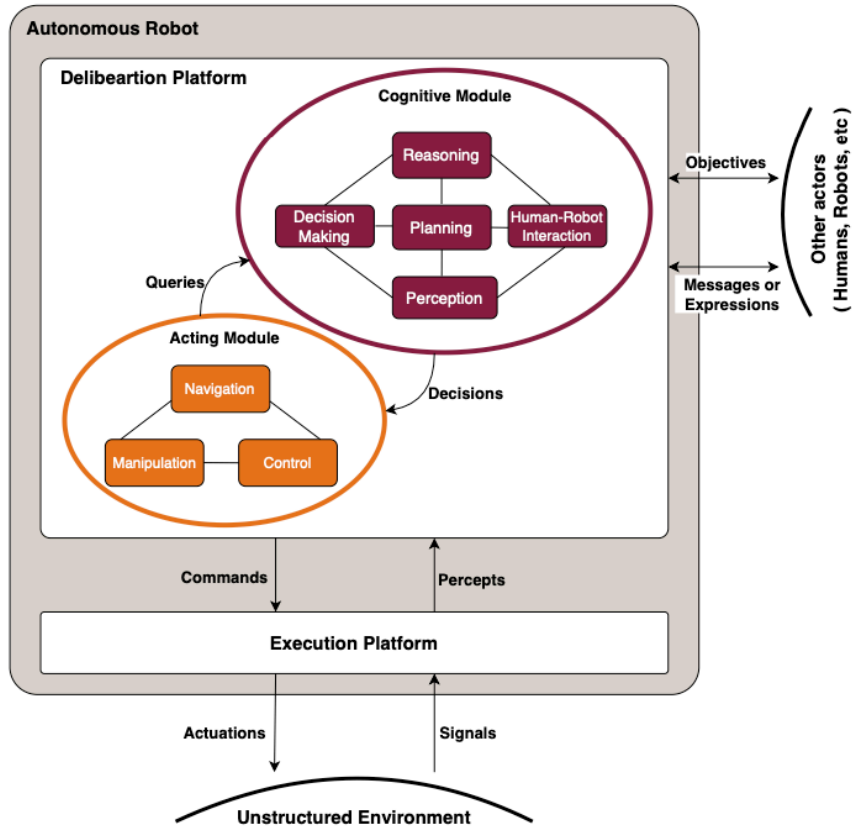 Autonomous Robot
Delibeartion Platform
Cognitive Module
Reasoning
Decision
Making
Planning
Human-Robot
Interaction
Perception
Queries
Acting Module
Navigation
Manipulation
Control
Decisions
Objectives
Messages or
Expressions
Other actors
( Humans, Robots, etc )
Commands
Percepts
Execution Platform
Actuations
Signals
Unstructured Environment